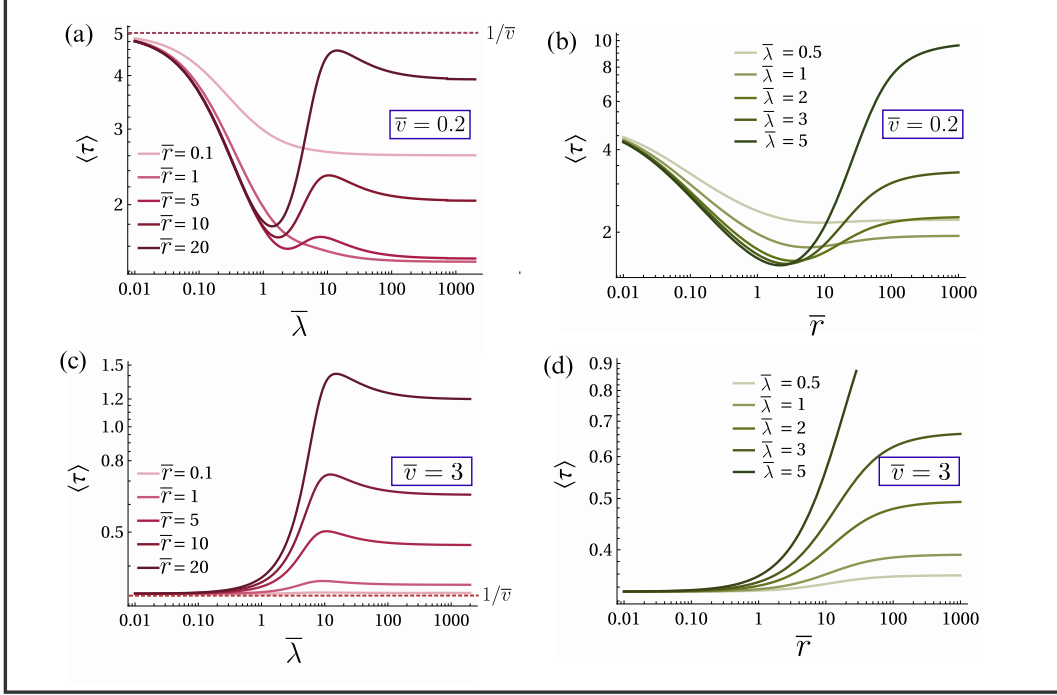 (a)
⟨τ⟩
5
4
3
2
1/v̅
v̅ = 0.2
r̅ = 0.1
r̅ = 1
r̅ = 5
r̅ = 10
r̅ = 20
0.01 0.10 1 10 100 1000
λ̅
(b)
⟨τ⟩
10
8
6
4
2
λ̅ = 0.5
λ̅ = 1
λ̅ = 2
λ̅ = 3
λ̅ = 5
v̅ = 0.2
0.01 0.10 1 10 100 1000
r̅
(c)
⟨τ⟩
1.5
1.2
1.0
0.8
0.5
v̅ = 3
r̅ = 0.1
r̅ = 1
r̅ = 5
r̅ = 10
r̅ = 20
1/v̅
0.01 0.10 1 10 100 1000
λ̅
(d)
⟨τ⟩
0.9
0.8
0.7
0.6
0.5
0.4
λ̅ = 0.5
λ̅ = 1
λ̅ = 2
λ̅ = 3
λ̅ = 5
v̅ = 3
0.01 0.10 1 10 100 1000
r̅